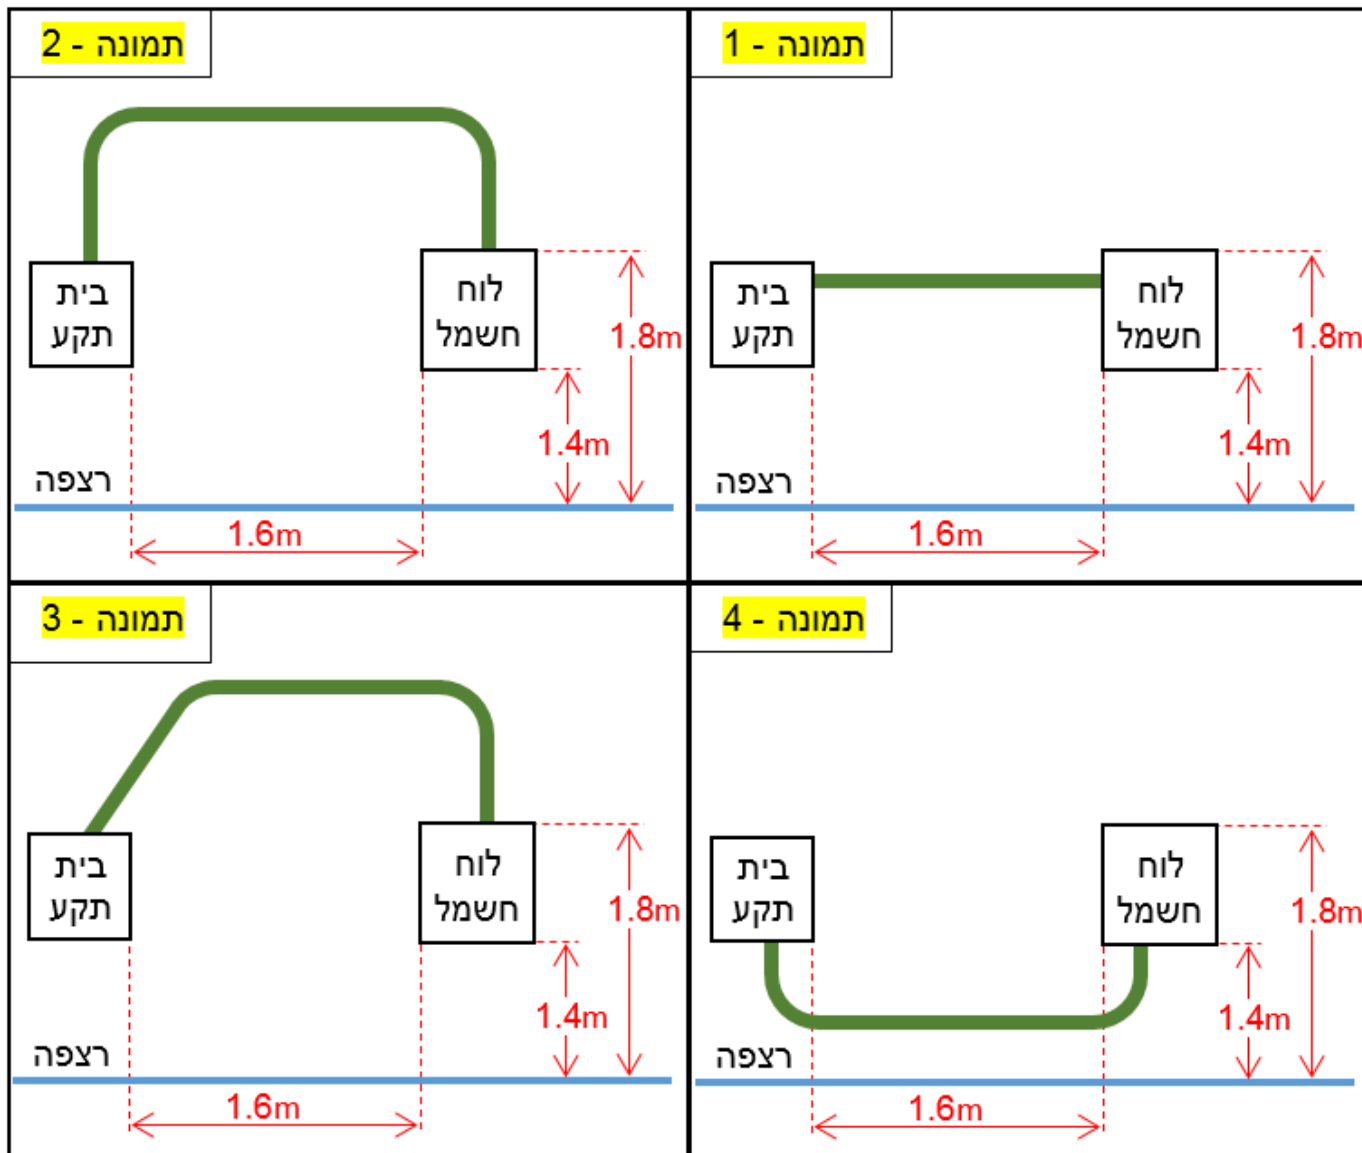 תמונה - 1
לוח
חשמל
בית
תקע
1.8m
1.4m
רצפה
1.6m
תמונה - 2
לוח
חשמל
בית
תקע
1.8m
1.4m
רצפה
1.6m
תמונה - 4
לוח
חשמל
בית
תקע
1.8m
1.4m
רצפה
1.6m
תמונה - 3
לוח
חשמל
בית
תקע
1.8m
1.4m
רצפה
1.6m